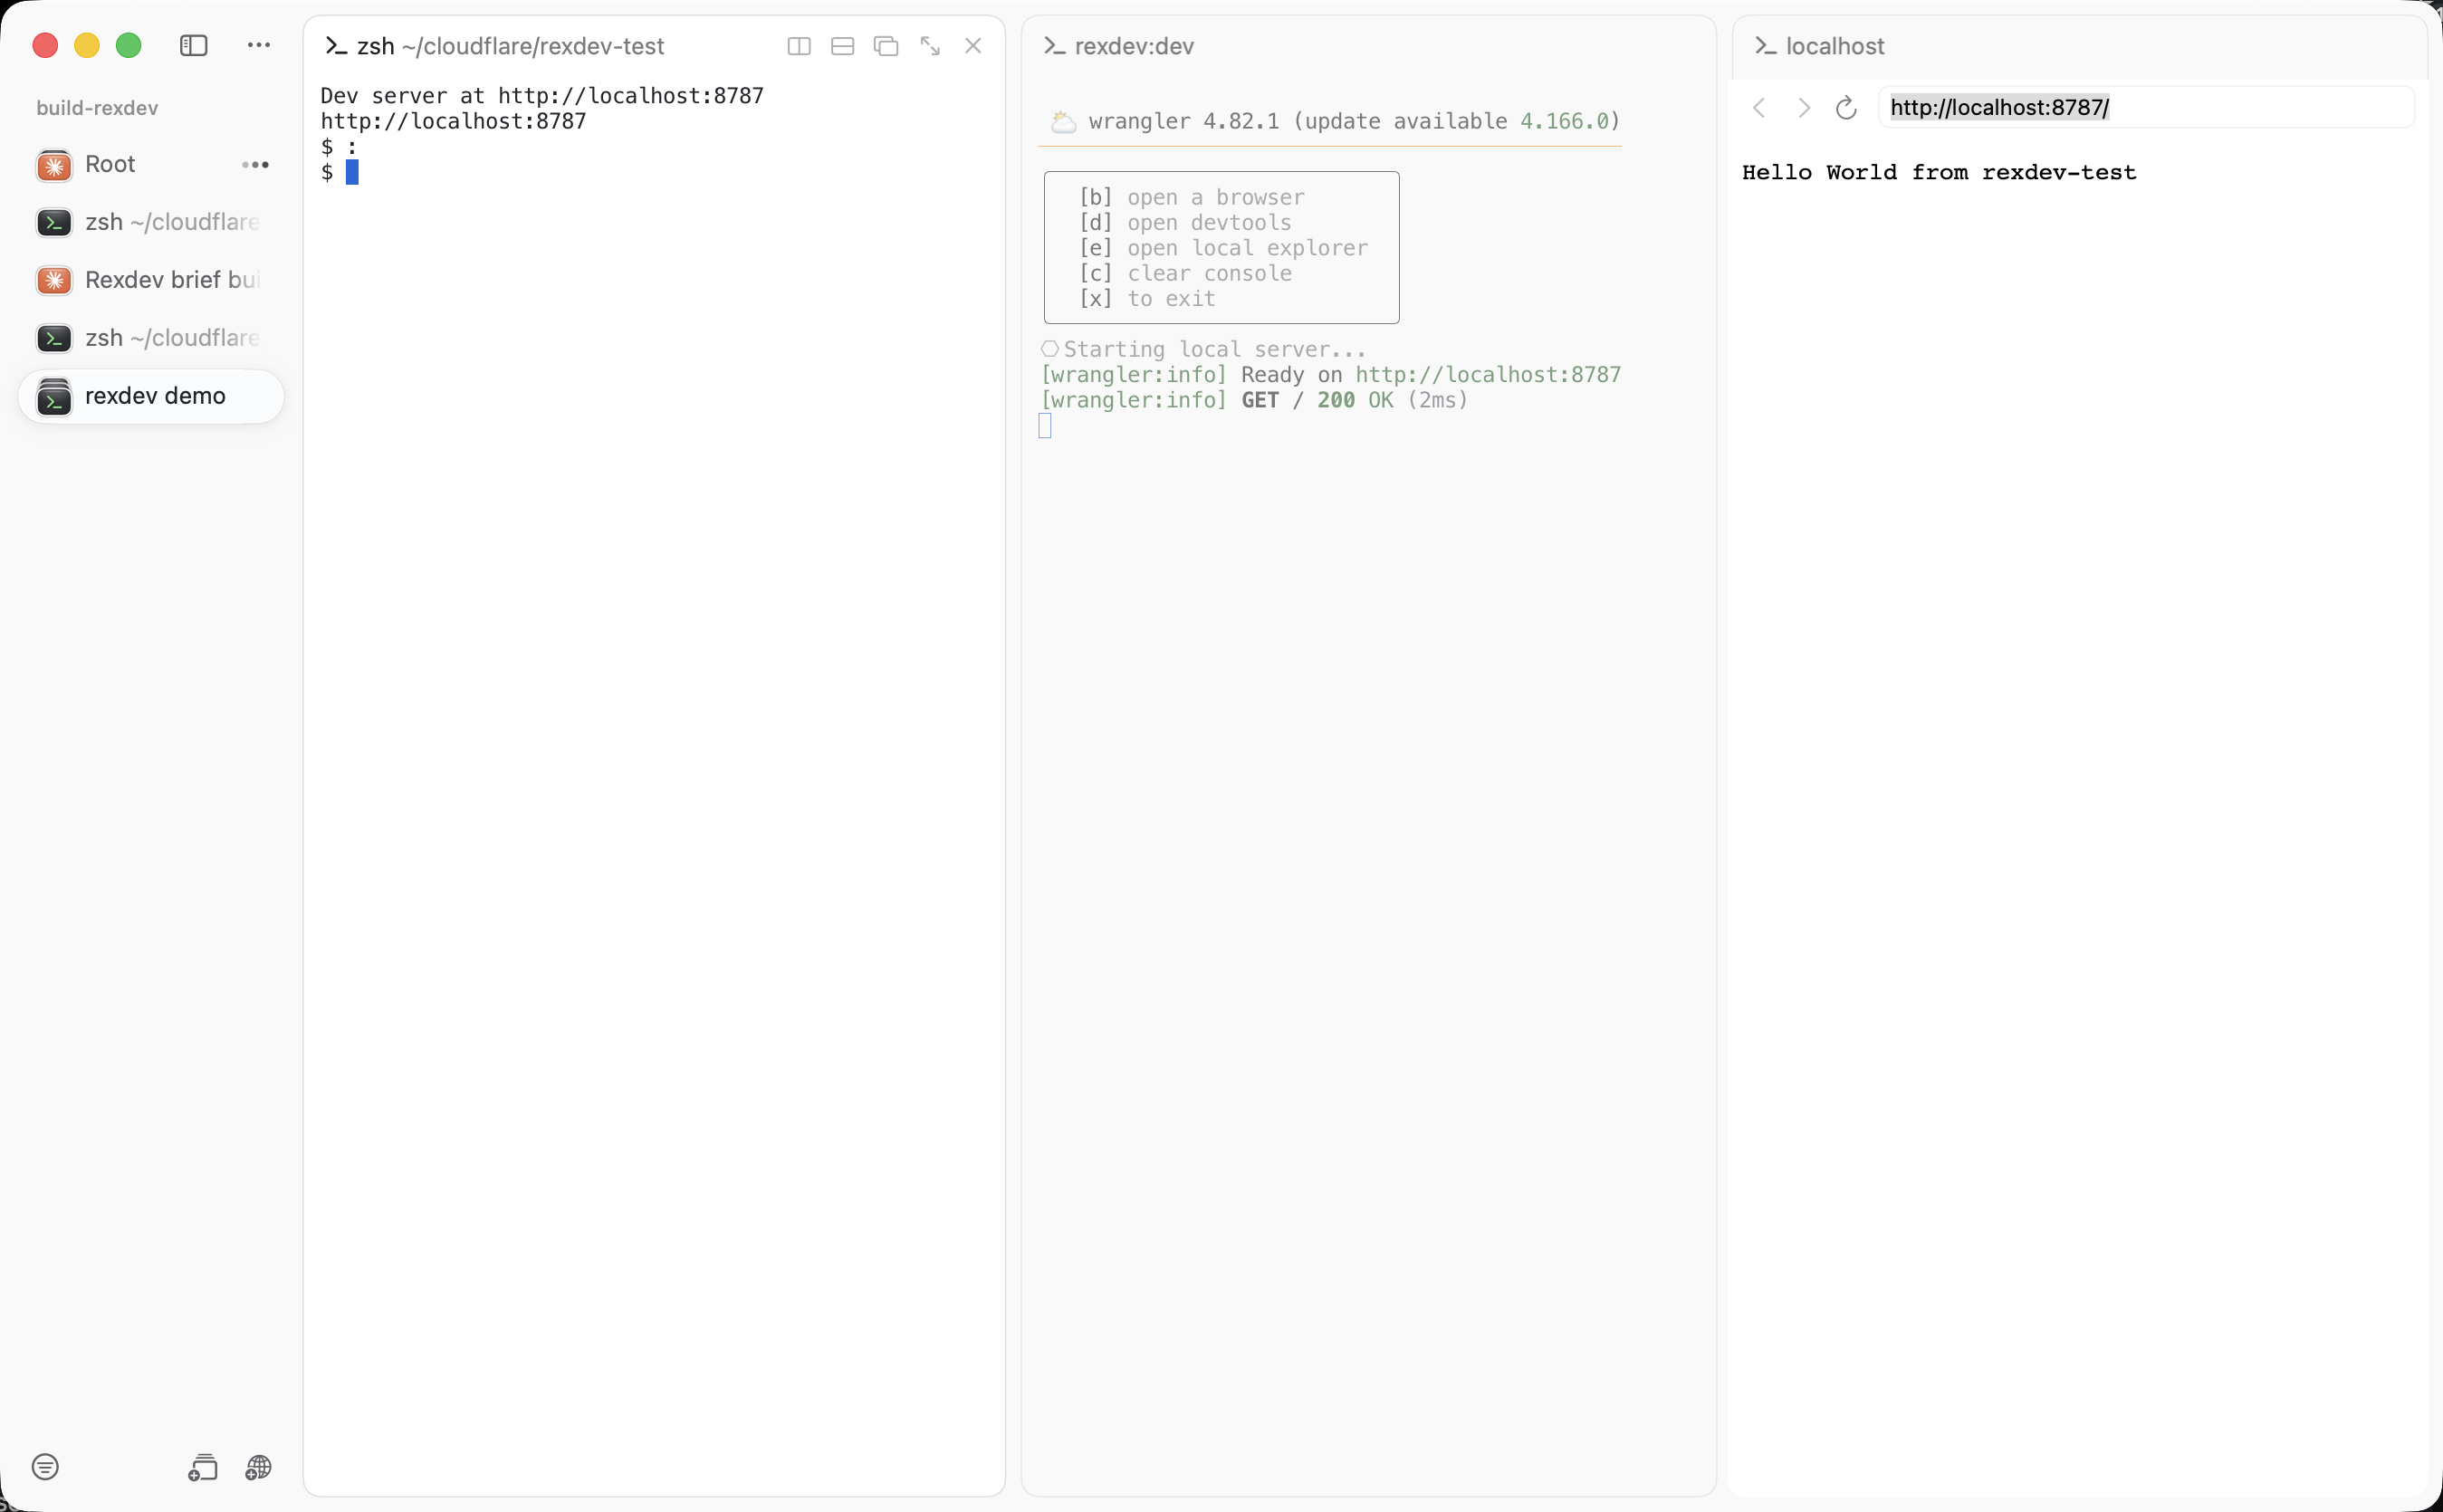 build-rexdev
Root
zsh ~/cloudflare
Rexdev brief bui
zsh ~/cloudflare
rexdev demo
zsh ~/cloudflare/rexdev-test
Dev server at http://localhost:8787
http://localhost:8787
$ :
$
rexdev:dev
wrangler 4.82.1 (update available 4.166.0)
[b] open a browser
[d] open devtools
[e] open local explorer
[c] clear console
[x] to exit
Starting local server...
[wrangler:info] Ready on http://localhost:8787
[wrangler:info] GET / 200 OK (2ms)
localhost
http://localhost:8787/
Hello World from rexdev-test